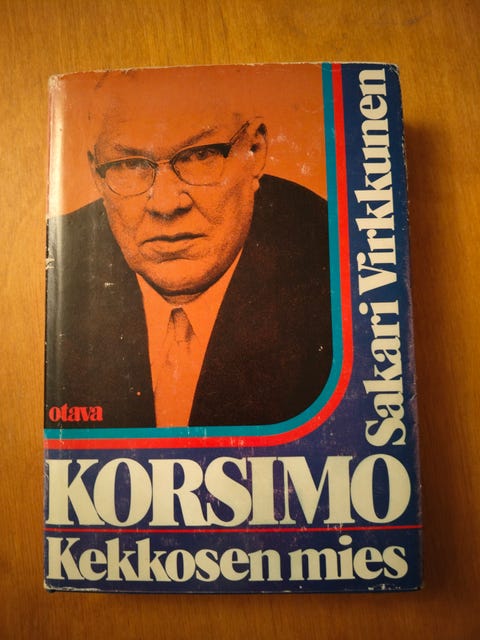 Sakari Virkkunen
otava
KORSIMO
Kekkosen mies